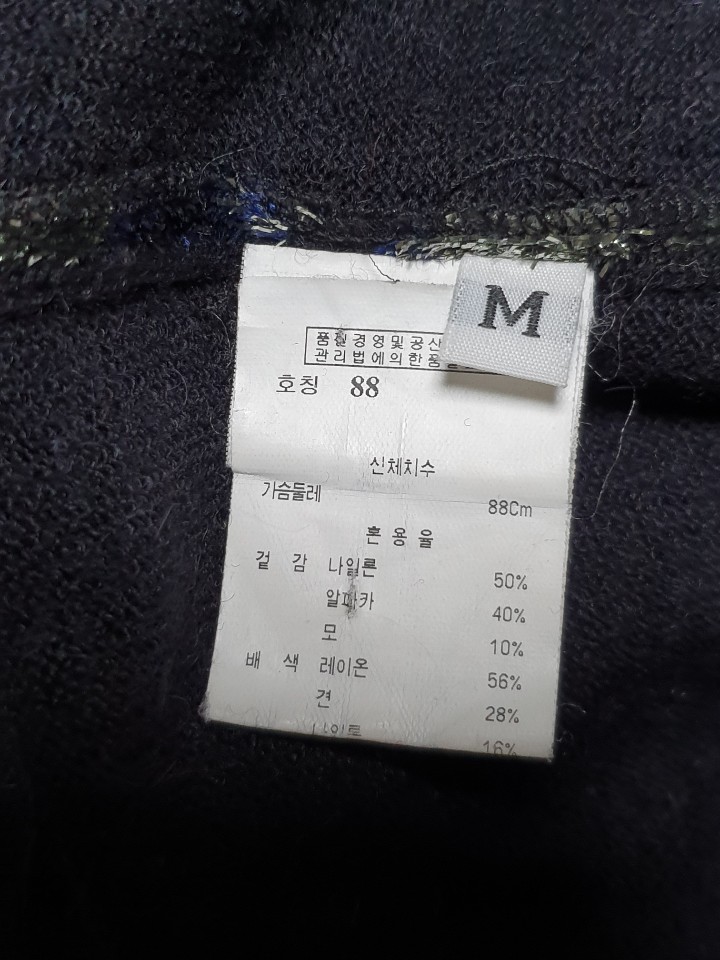 M
품질경영및공산
관리법에의한품
호칭 88
신체치수
가슴둘레 88Cm
혼용율
겉 감 나일론 50%
알파카 40%
모 10%
배 색 레이온 56%
견 28%
16%